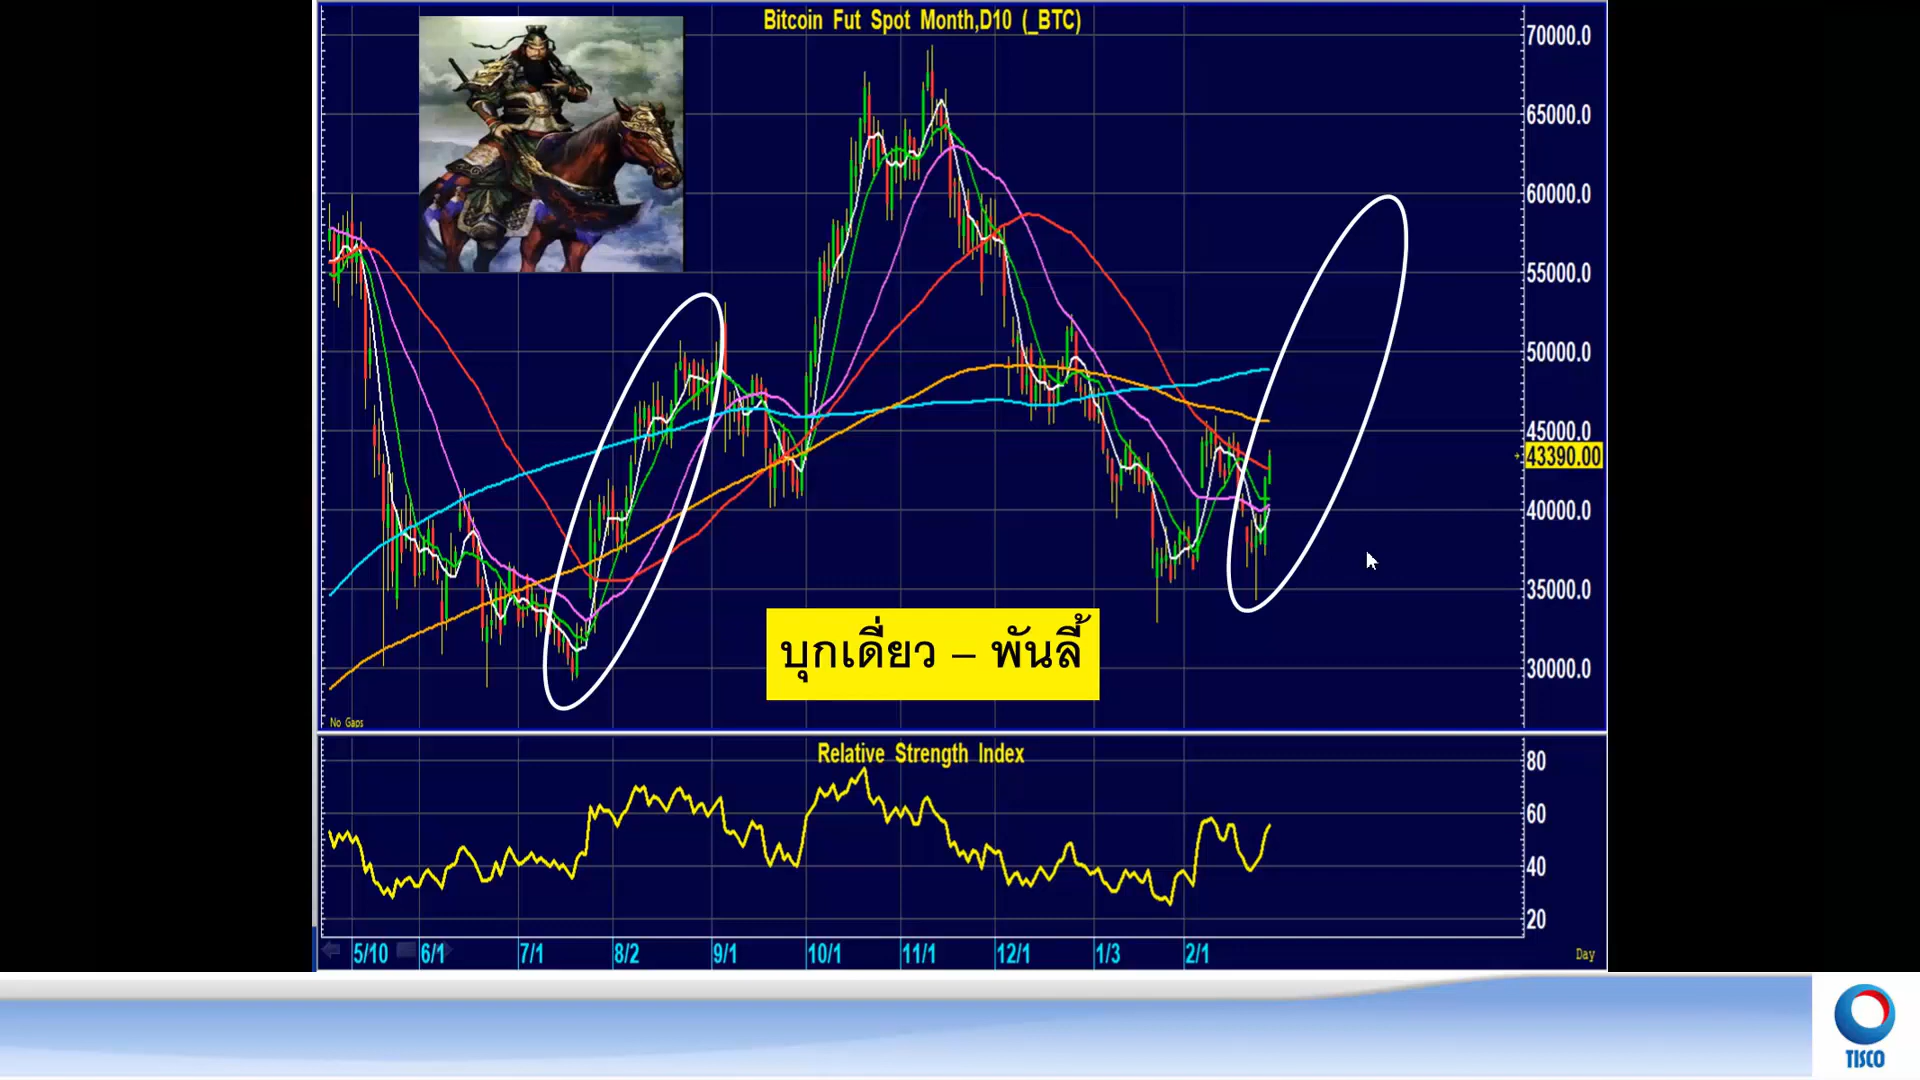 Bitcoin Fut Spot Month,D10 (_BTC)
70000.0
65000.0
60000.0
55000.0
50000.0
45000.0
43390.00
40000.0
35000.0
30000.0
บุกเดี่ยว – พันลี้
No Gaps
Relative Strength Index
80
60
40
20
5/10 6/1 7/1 8/2 9/1 10/1 11/1 12/1 1/3 2/1 Day
TISCO